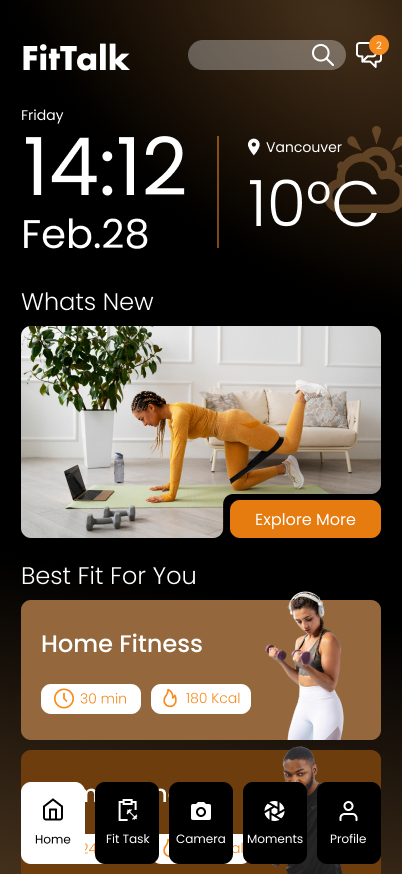 FitTalk
2
Friday
14:12
Feb.28
Vancouver
10°C
Whats New
Explore More
Best Fit For You
Home Fitness
30 min
180 Kcal
Home
Fit Task
Camera
Moments
Profile